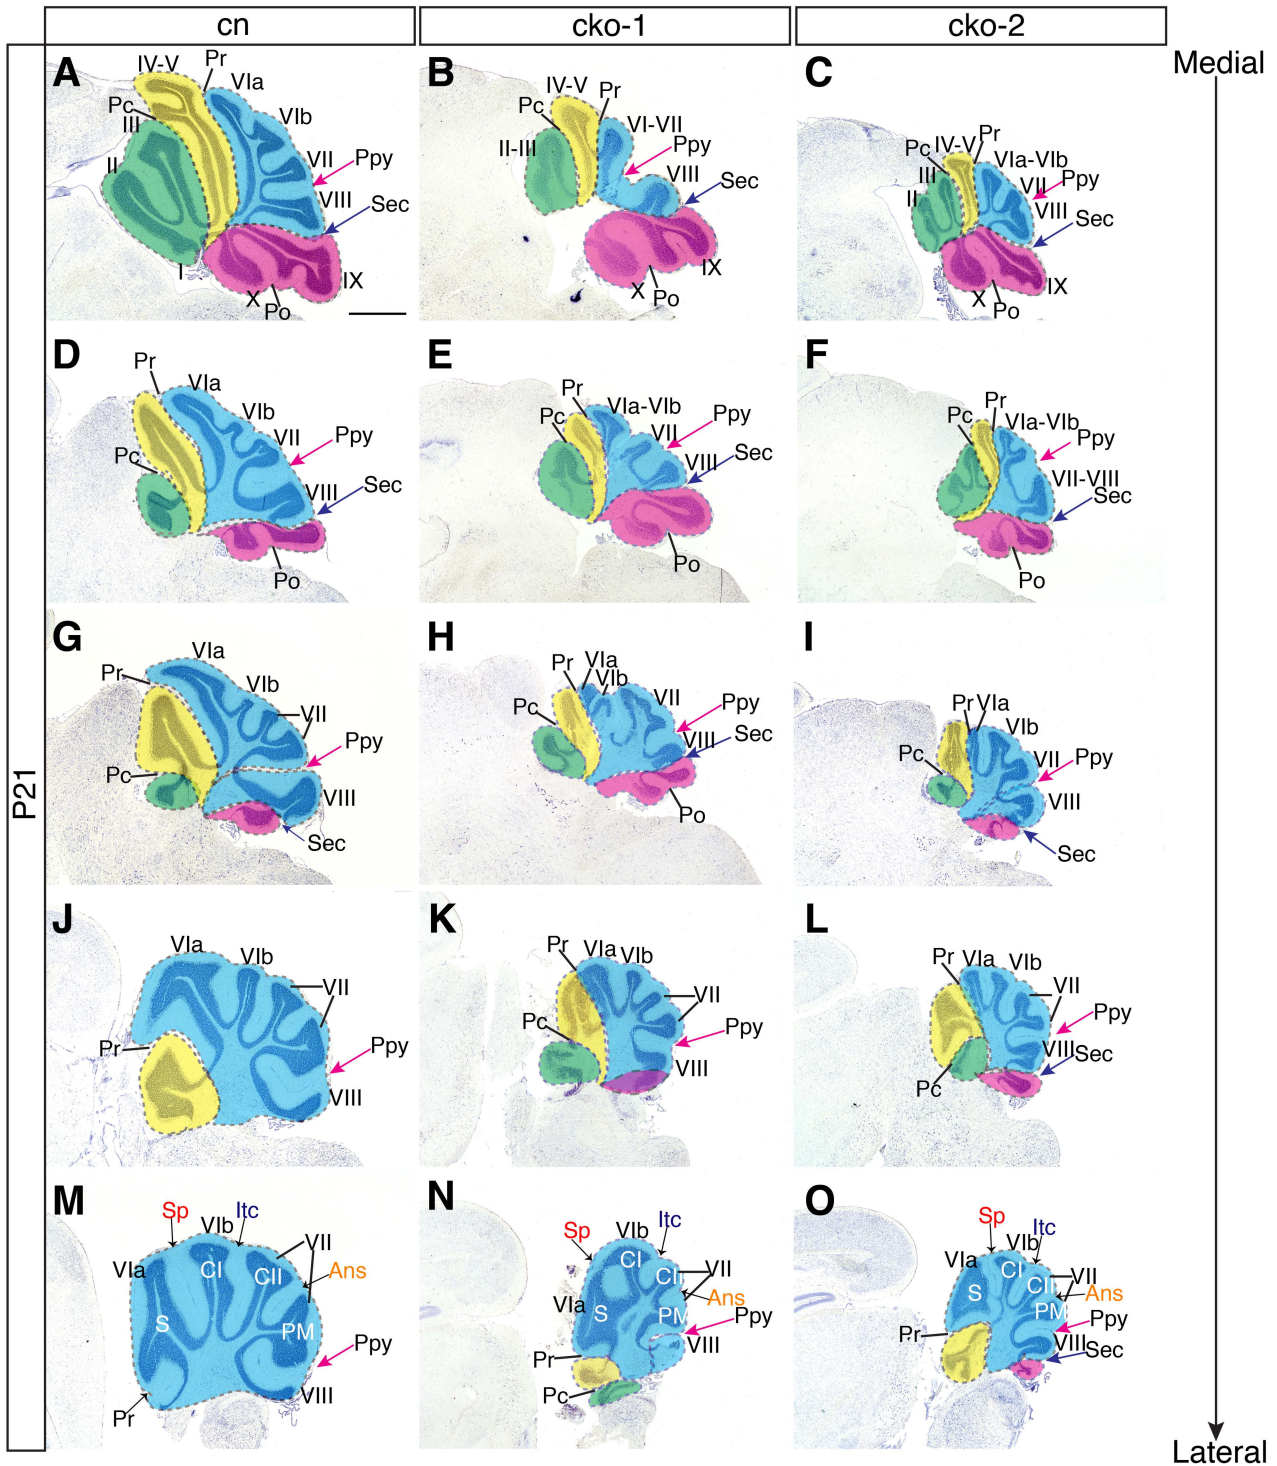 cn cko-1 cko-2
Medial
P21
A
IV-V Pr VIa
Pc VIb
III
II VII
Ppy
VIII
Sec
I
X Po IX
B
IV-V Pr
Pc VI-VII
II-III Ppy
VIII Sec
X Po IX
C
Pc IV-V Pr
VIa-VIb
III VII Ppy
II VIII
Sec
X Po IX
D
Pr VIa
VIb
VII Ppy
Pc
VIII Sec
Po
E
Pr
Pc VIa-VIb Ppy
VII
VIII Sec
Po
F
Pc Pr
VIa-VIb
Ppy
VII-VIII
Sec
Po
G
VIa
Pr VIb
VII
Ppy
Pc
VIII
Sec
H
Pr VIa
VIb VII
Pc Ppy
VIII Sec
Po
I
Pr VIa
VIb
Pc VII Ppy
VIII
Sec
J
VIa VIb
VII
Pr Ppy
VIII
K
Pr VIa VIb
VII
Pc Ppy
VIII
L
Pr VIa VIb
VII
Ppy
VIII Sec
Pc
M
Sp VIb Itc
VII
VIa CI CII Ans
S PM
Ppy
VIII
Pr
N
Sp VIb Itc
CI CII VII
VIa S Ans
PM Ppy
VIII
Pr
Pc
O
Sp VIb Itc
VIa CI CII VII
S Ans
PM Ppy
Pr VIII Sec
Lateral